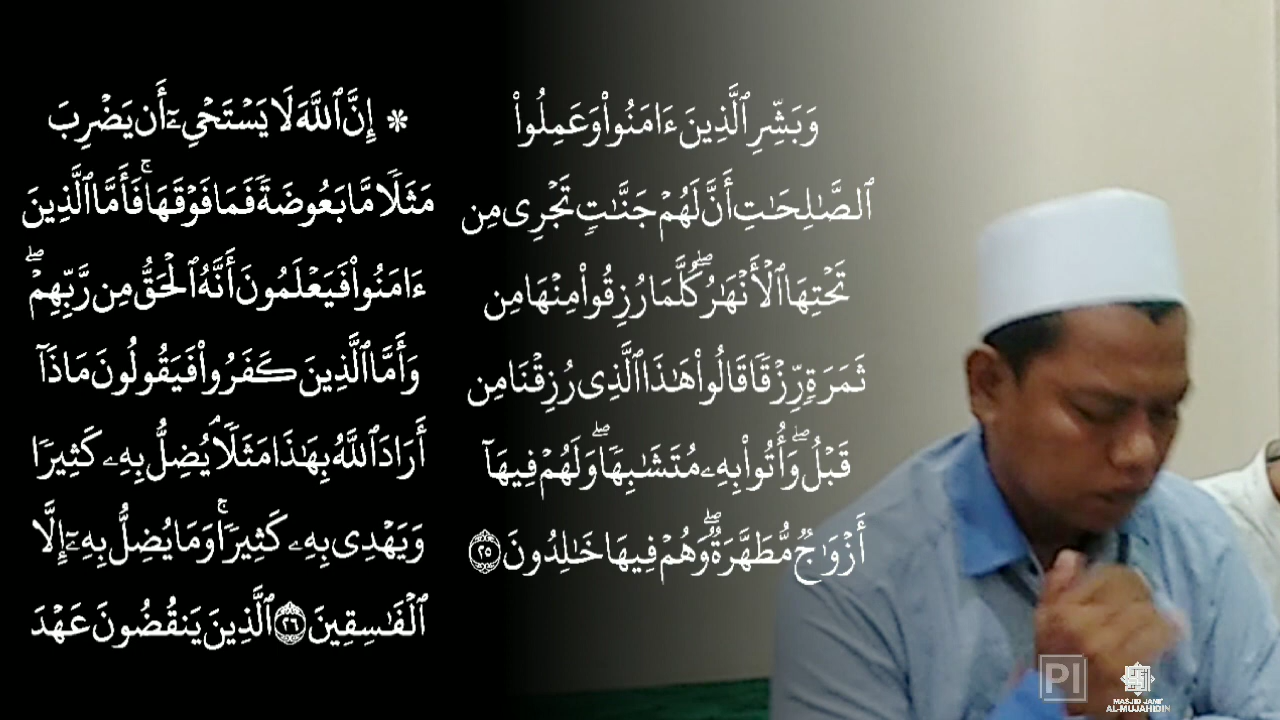 وَبَشِّرِ ٱلَّذِينَ ءَامَنُوا۟ وَعَمِلُوا۟
ٱلصَّـٰلِحَـٰتِ أَنَّ لَهُمْ جَنَّـٰتٍ تَجْرِى مِن
تَحْتِهَا ٱلْأَنْهَـٰرُ ۖ كُلَّمَا رُزِقُوا۟ مِنْهَا مِن
ثَمَرَةٍ رِّزْقًا قَالُوا۟ هَـٰذَا ٱلَّذِى رُزِقْنَا مِن
قَبْلُ ۖ وَأُتُوا۟ بِهِۦ مُتَشَـٰبِهًا ۖ وَلَهُمْ فِيهَآ
أَزْوَٰجٌ مُّطَهَّرَةٌ ۖ وَهُمْ فِيهَا خَـٰلِدُونَ ٢٥
* إِنَّ ٱللَّهَ لَا يَسْتَحْىِۦٓ أَن يَضْرِبَ
مَثَلًا مَّا بَعُوضَةً فَمَا فَوْقَهَا ۚ فَأَمَّا ٱلَّذِينَ
ءَامَنُوا۟ فَيَعْلَمُونَ أَنَّهُ ٱلْحَقُّ مِن رَّبِّهِمْ ۖ
وَأَمَّا ٱلَّذِينَ كَفَرُوا۟ فَيَقُولُونَ مَاذَآ
أَرَادَ ٱللَّهُ بِهَـٰذَا مَثَلًا ۘ يُضِلُّ بِهِۦ كَثِيرًا
وَيَهْدِى بِهِۦ كَثِيرًا ۚ وَمَا يُضِلُّ بِهِۦٓ إِلَّا
ٱلْفَـٰسِقِينَ ٢٦ ٱلَّذِينَ يَنقُضُونَ عَهْدَ
PI
MASJID JAMI'
AL-MUJAHIDIN